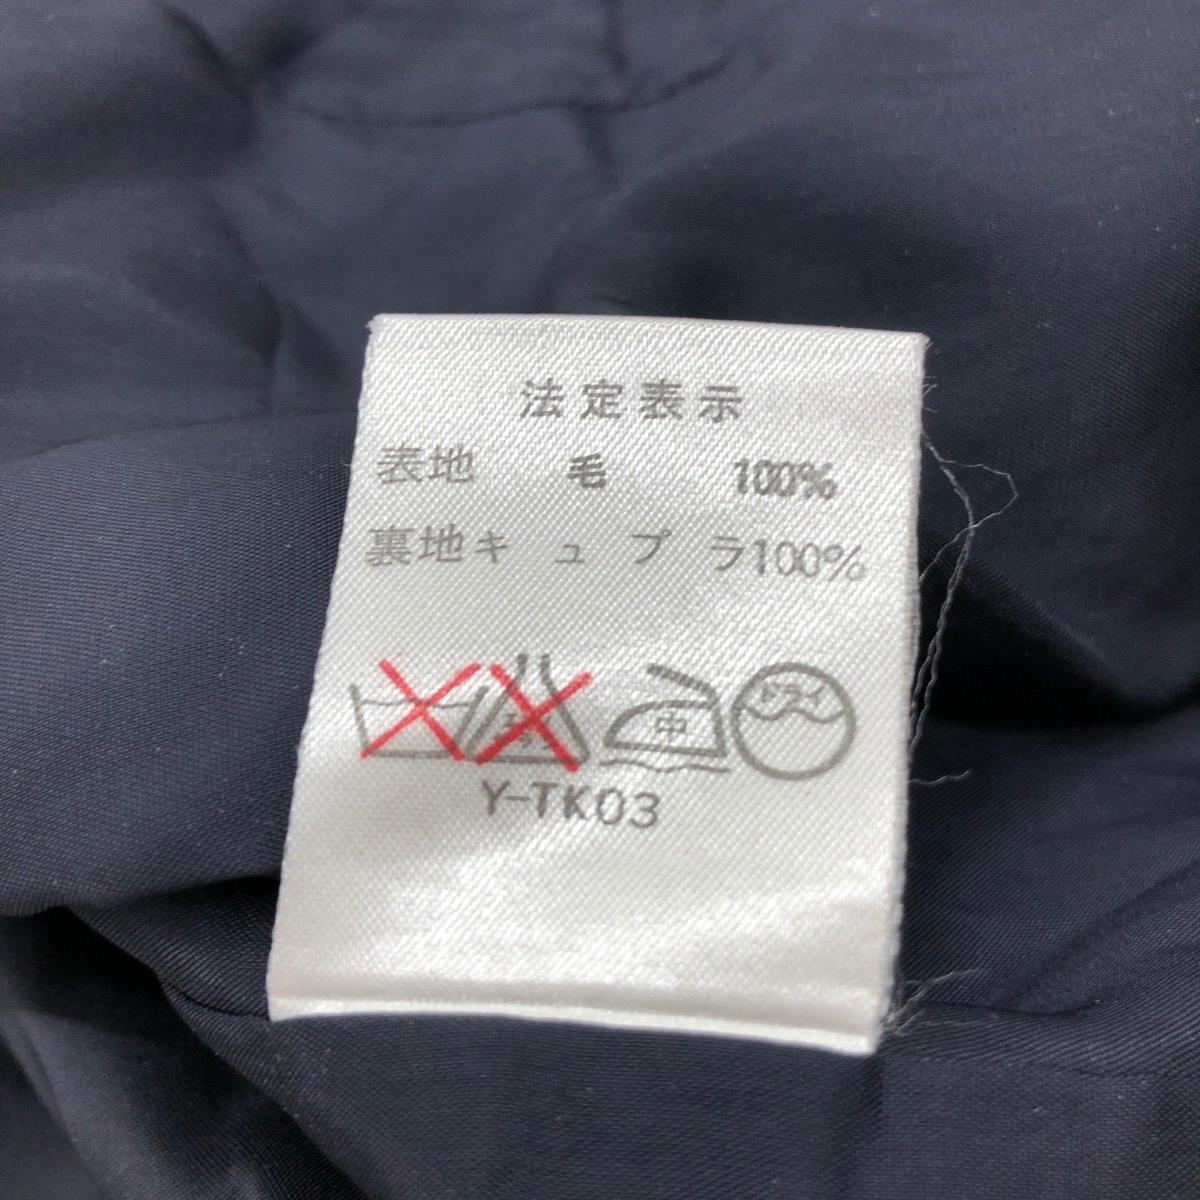 法定表示
表地 毛 100%
裏地キュプラ100%
中 ドライ
Y-TK03